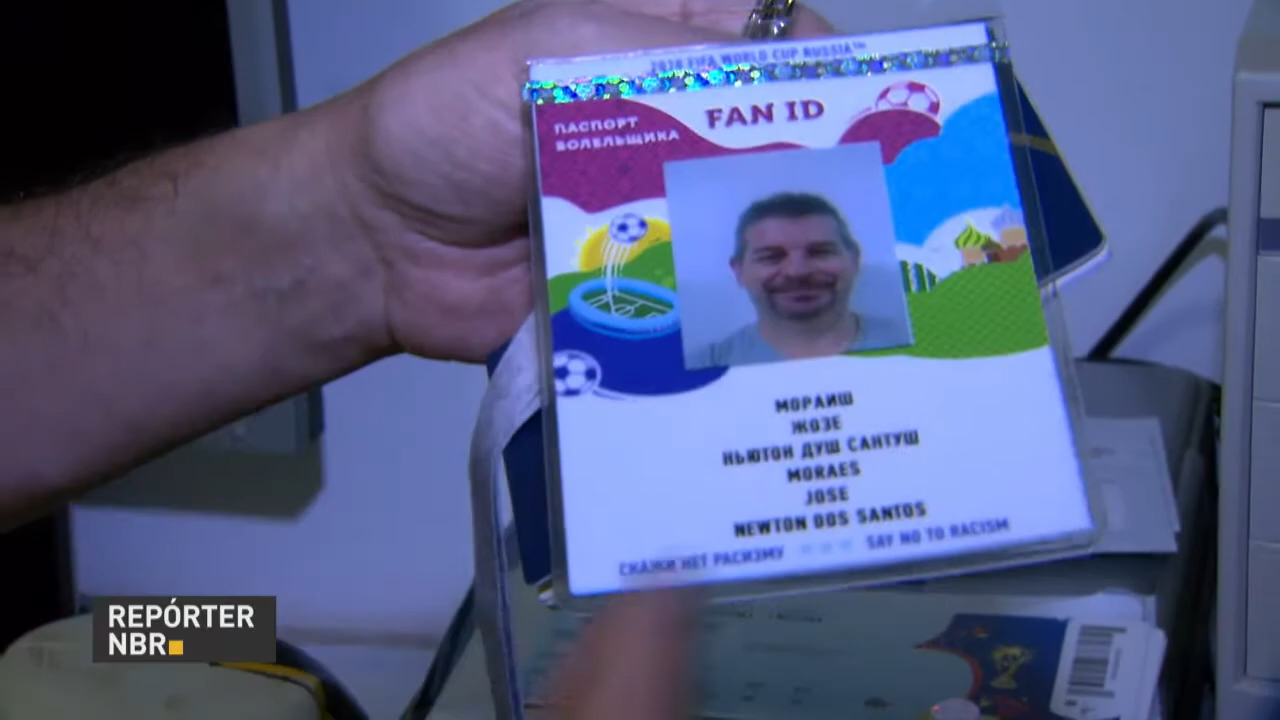 2018 FIFA WORLD CUP RUSSIA™
FAN ID
ПАСПОРТ
БОЛЕЛЬЩИКА
МОРАИШ
ЖОЗЕ
НЬЮТОН ДУШ САНТУШ
MORAES
JOSE
NEWTON DOS SANTOS
СКАЖИ НЕТ РАСИЗМУ SAY NO TO RACISM
REPÓRTER
NBR